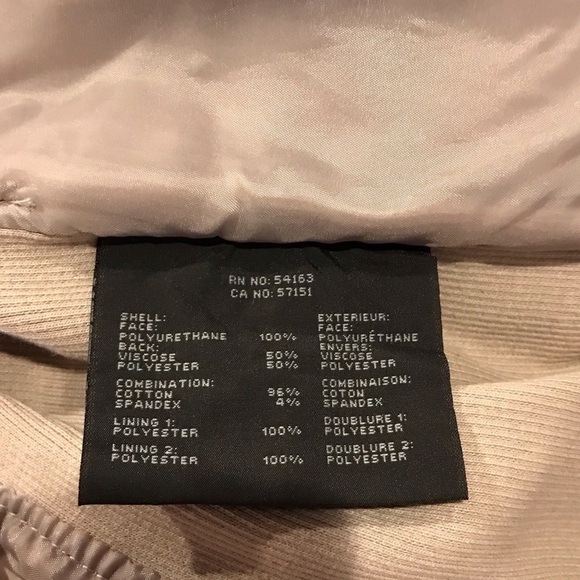 RN NO: 54163
CA NO: 57151
SHELL:
FACE:
POLYURETHANE 100%
BACK:
VISCOSE 50%
POLYESTER 50%
COMBINATION:
COTTON 96%
SPANDEX 4%
LINING 1:
POLYESTER 100%
LINING 2:
POLYESTER 100%
EXTERIEUR:
FACE:
POLYURÉTHANE
ENVERS:
VISCOSE
POLYESTER
COMBINAISON:
COTON
SPANDEX
DOUBLURE 1:
POLYESTER
DOUBLURE 2:
POLYESTER